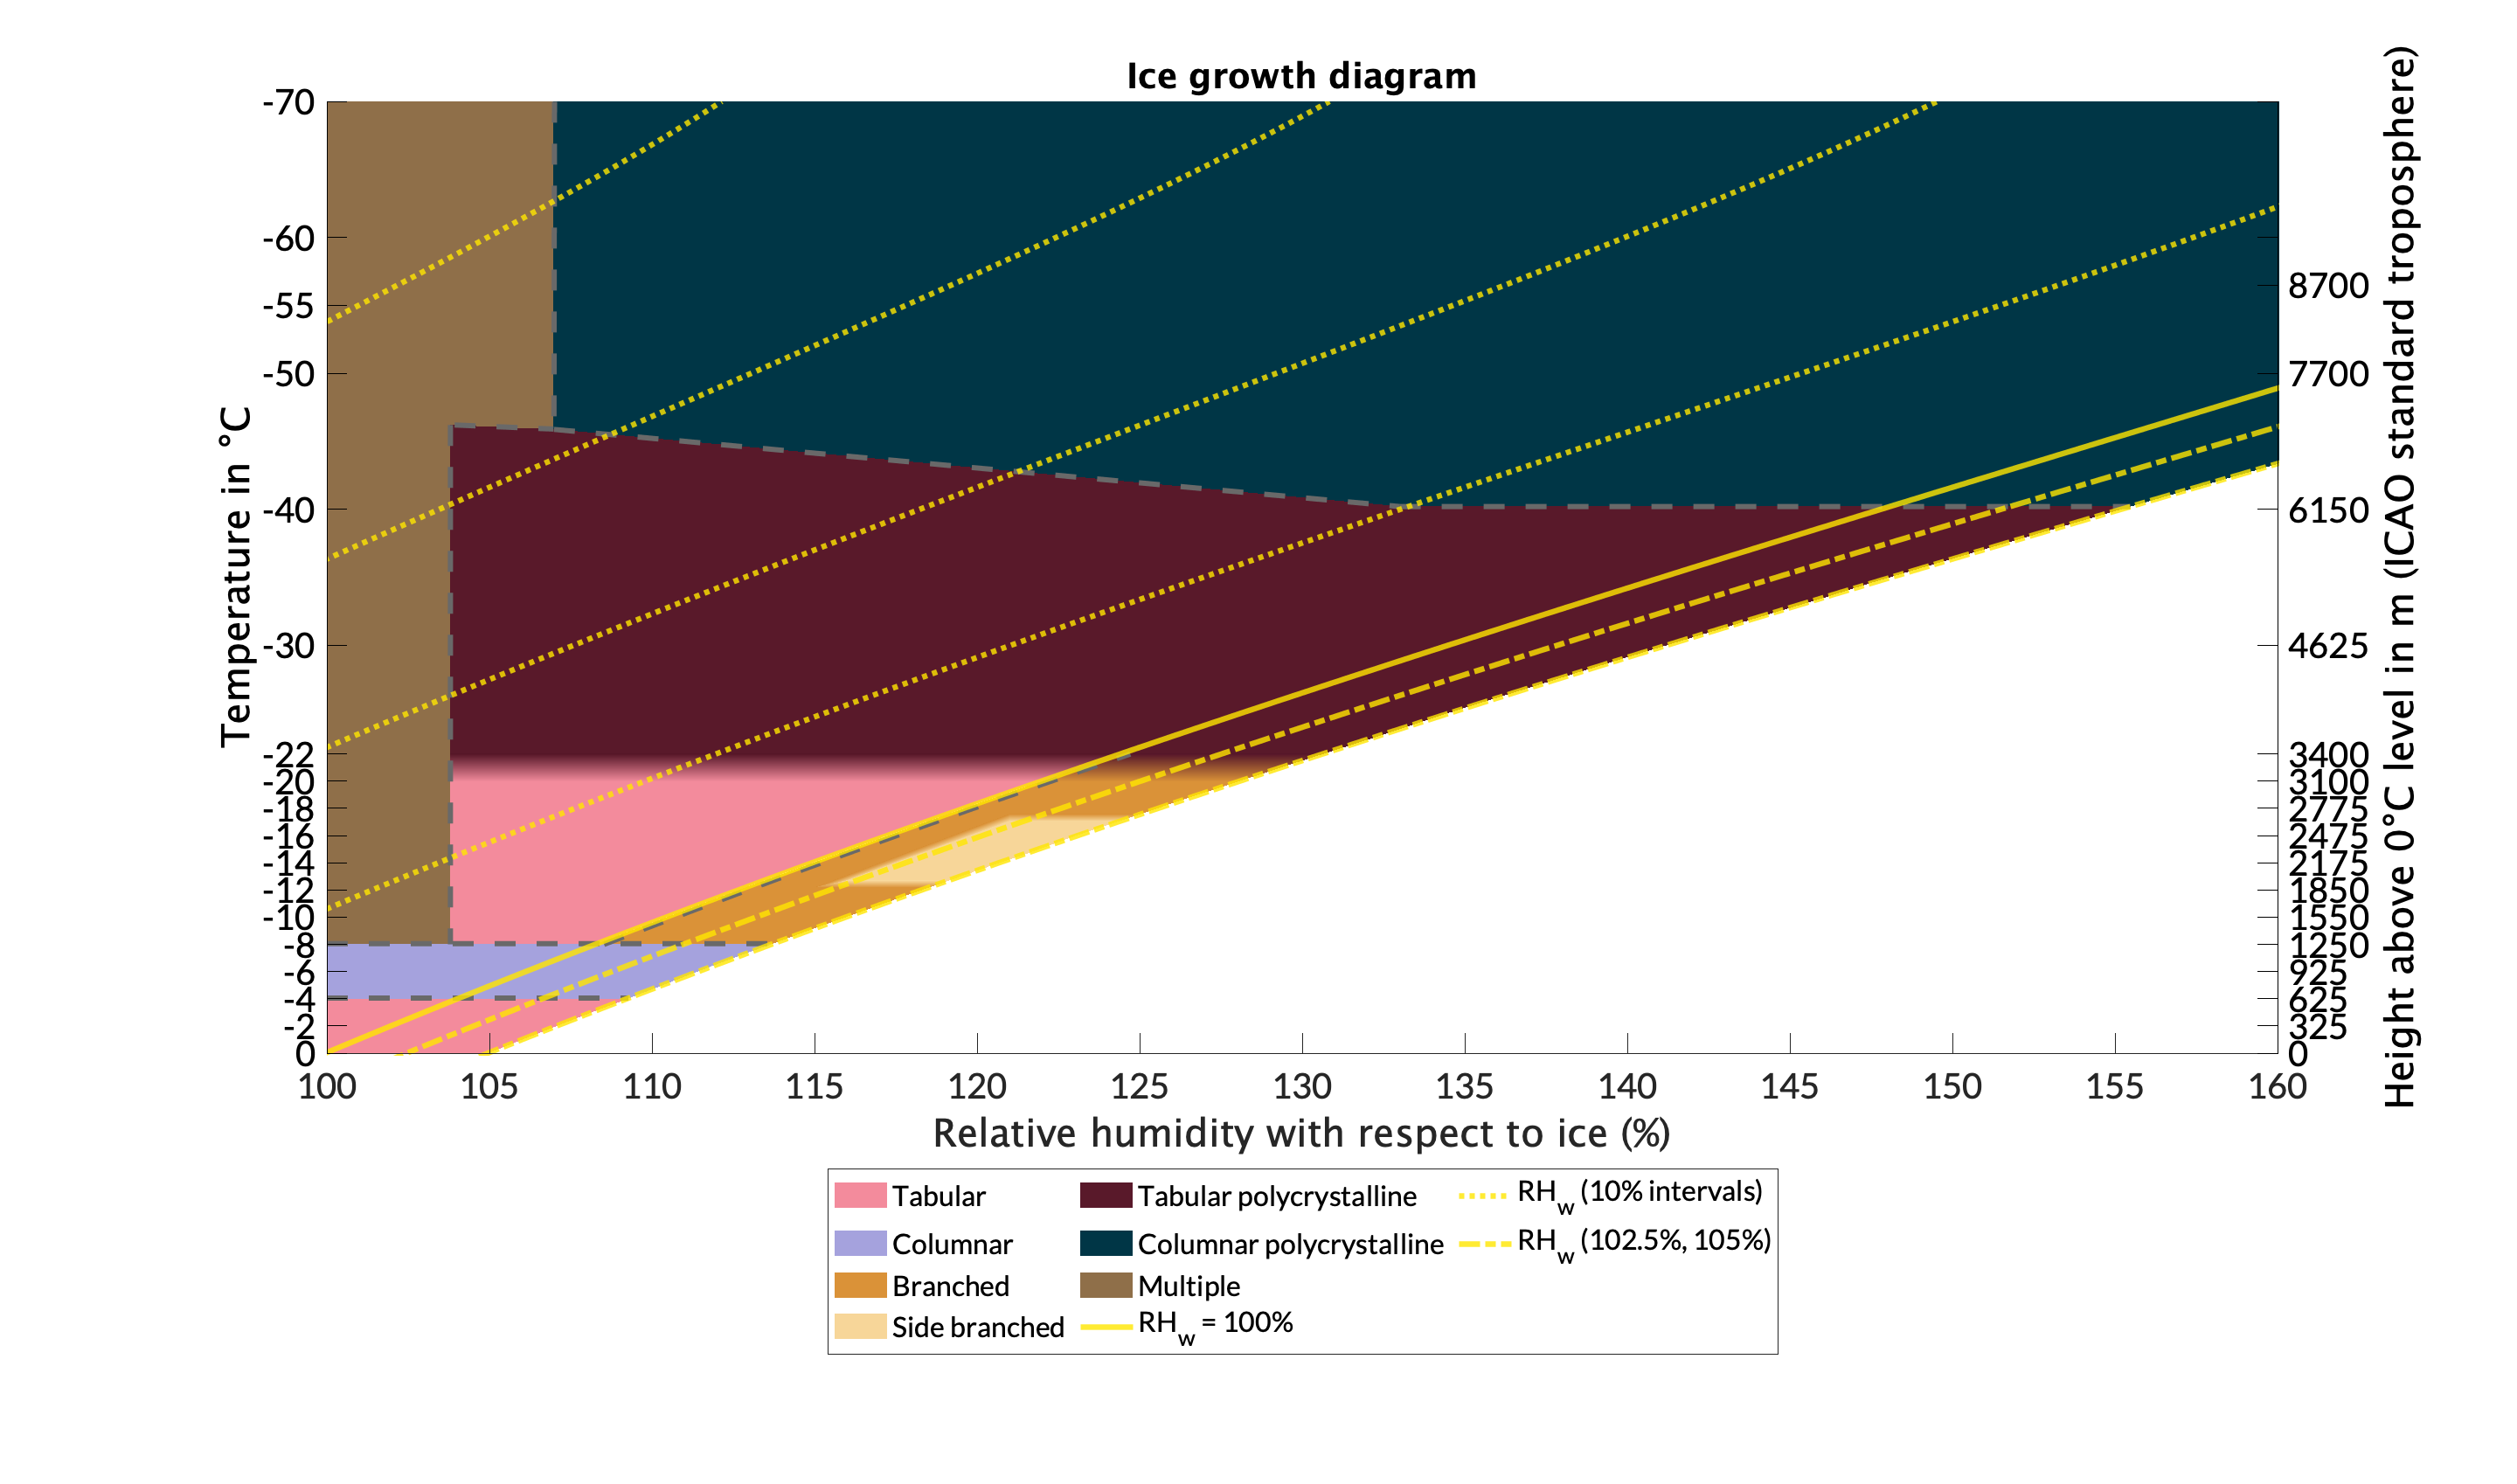 Ice growth diagram
Temperature in °C
-70
-60
-55
-50
-40
-30
-22
-20
-18
-16
-14
-12
-10
-8
-6
-4
-2
0
Height above 0°C level in m (ICAO standard troposphere)
8700
7700
6150
4625
3400
3100
2775
2475
2175
1850
1550
1250
925
625
325
0
100 105 110 115 120 125 130 135 140 145 150 155 160
Relative humidity with respect to ice (%)
Tabular
Columnar
Branched
Side branched
Tabular polycrystalline
Columnar polycrystalline
Multiple
RHw = 100%
RHw (10% intervals)
RHw (102.5%, 105%)